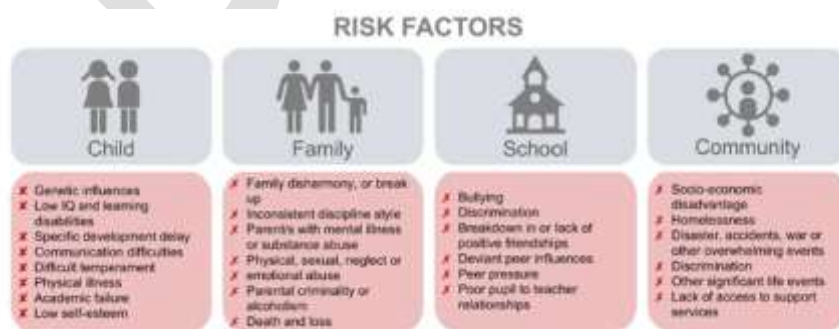 RISK FACTORS
Child
Family
School
Community
✗ Genetic influences
✗ Low IQ and learning
disabilities
✗ Specific development delay
✗ Communication difficulties
✗ Difficult temperament
✗ Physical illness
✗ Academic failure
✗ Low self-esteem
✗ Family disharmony, or break
up
✗ Inconsistent discipline style
✗ Parent/s with mental illness
or substance abuse
✗ Physical, sexual, neglect or
✗ emotional abuse
✗ Parental criminality or
alcoholism
✗ Death and loss
✗ Bullying
✗ Discrimination
✗ Breakdown in or lack of
positive friendships
✗ Deviant peer influences
✗ Peer pressure
✗ Poor pupil to teacher
relationships
✗ Socio-economic
disadvantage
✗ Homelessness
✗ Disaster, accidents, war or
other overwhelming events
✗ Discrimination
✗ Other significant life events
✗ Lack of access to support
services